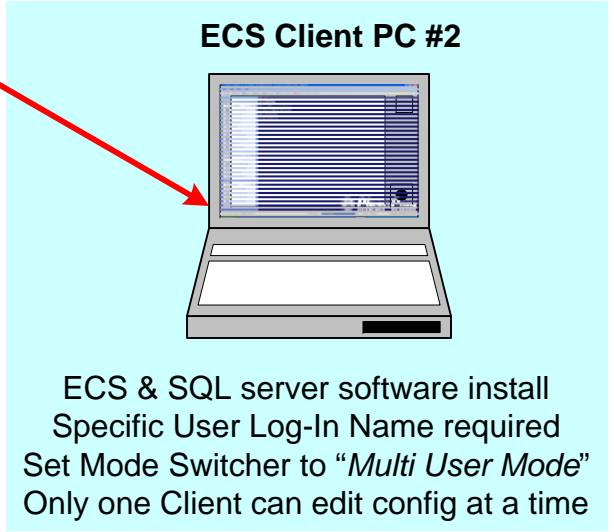 ECS Client PC #2
ECS & SQL server software install
Specific User Log-In Name required
Set Mode Switcher to “Multi User Mode”
Only one Client can edit config at a time